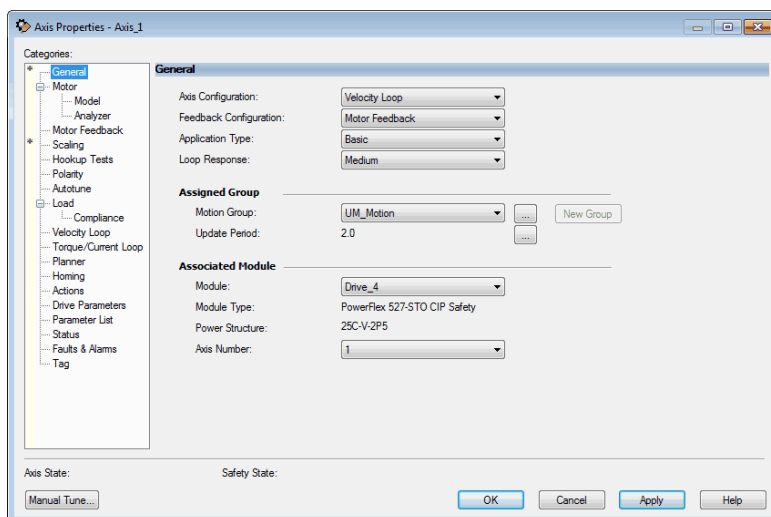 Axis Properties - Axis_1
Categories:
General
Motor
Model
Analyzer
Motor Feedback
Scaling
Hookup Tests
Polarity
Autotune
Load
Compliance
Velocity Loop
Torque/Current Loop
Planner
Homing
Actions
Drive Parameters
Parameter List
Status
Faults & Alarms
Tag
General
Axis Configuration: Velocity Loop
Feedback Configuration: Motor Feedback
Application Type: Basic
Loop Response: Medium
Assigned Group
Motion Group: UM_Motion ... New Group
Update Period: 2.0 ...
Associated Module
Module: Drive_4
Module Type: PowerFlex 527-STO CIP Safety
Power Structure: 25C-V-2P5
Axis Number: 1
Axis State: Safety State:
Manual Tune... OK Cancel Apply Help